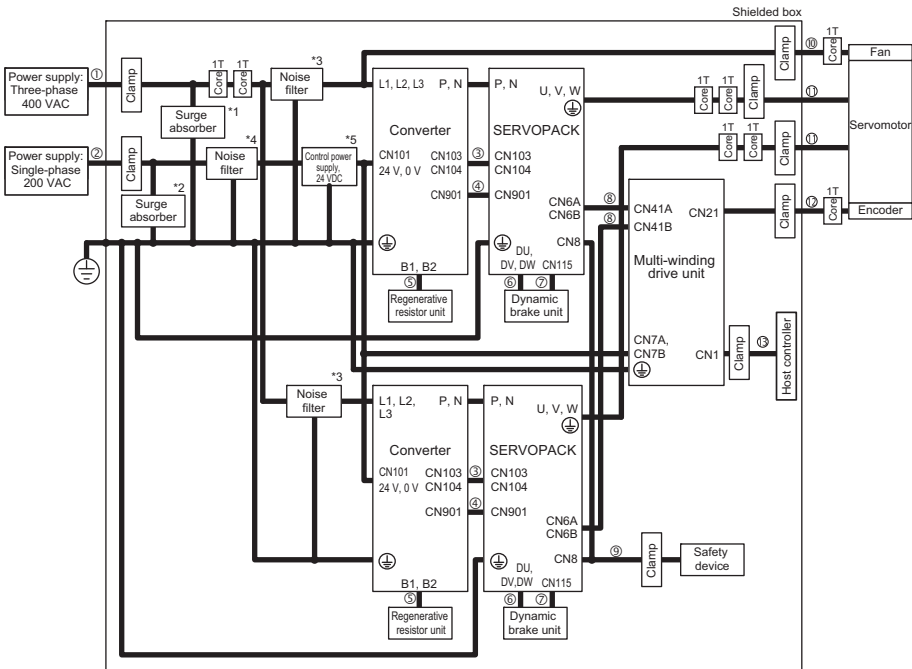 Shielded box
Power supply:
Three-phase
400 VAC
①
Clamp
1T
Core
1T
Core
Noise
filter
*3
Surge
absorber
*1
Power supply:
Single-phase
200 VAC
②
Clamp
Surge
absorber
*2
Noise
filter
*4
Control power
supply,
24 VDC
*5
L1, L2, L3
P, N
Converter
CN101
24 V, 0 V
CN103
CN104
CN901
B1, B2
③
④
⑤
Regenerative
resistor unit
P, N
U, V, W
SERVOPACK
CN103
CN104
CN901
CN6A
CN6B
CN8
DU,
DV, DW
CN115
⑥
⑦
Dynamic
brake unit
⑧
⑧
CN41A
CN41B
CN21
Multi-winding
drive unit
CN7A,
CN7B
CN1
Clamp
⑩
1T
Core
1T
Core
1T
Core
Clamp
⑪
1T
Core
1T
Core
Clamp
⑪
Clamp
⑫
1T
Core
Fan
Servomotor
Encoder
Clamp
⑬
Host controller
Noise
filter
*3
L1, L2,
L3
P, N
Converter
CN101
24 V, 0 V
CN103
CN104
CN901
B1, B2
③
④
⑤
Regenerative
resistor unit
P, N
U, V, W
SERVOPACK
CN103
CN104
CN901
CN6A
CN6B
CN8
DU,
DV,DW
CN115
⑥
⑦
Dynamic
brake unit
⑨
Clamp
Safety
device